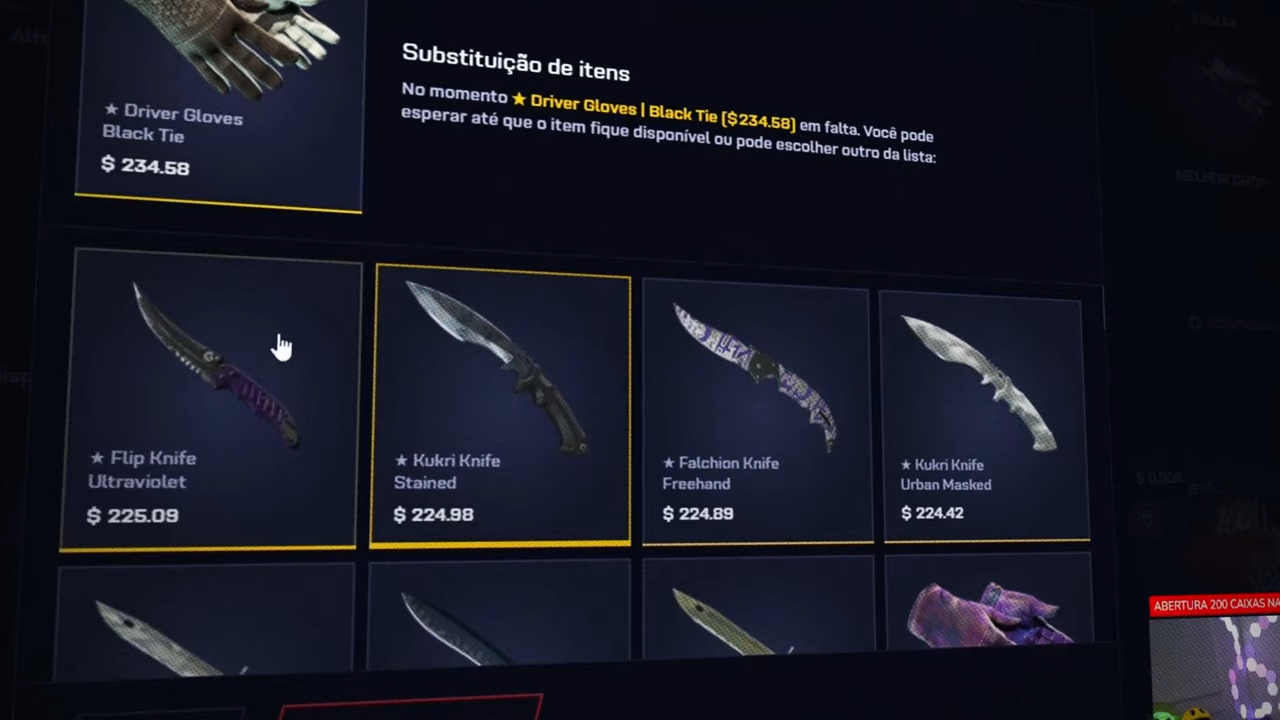 Substituição de itens
No momento ★ Driver Gloves | Black Tie ($234.58) em falta. Você pode
esperar até que o item fique disponível ou pode escolher outro da lista:
★ Driver Gloves
Black Tie
$ 234.58
★ Flip Knife
Ultraviolet
$ 225.09
★ Kukri Knife
Stained
$ 224.98
★ Falchion Knife
Freehand
$ 224.89
★ Kukri Knife
Urban Masked
$ 224.42
MELHOR DROP
ABERTURA 200 CAIXAS NA